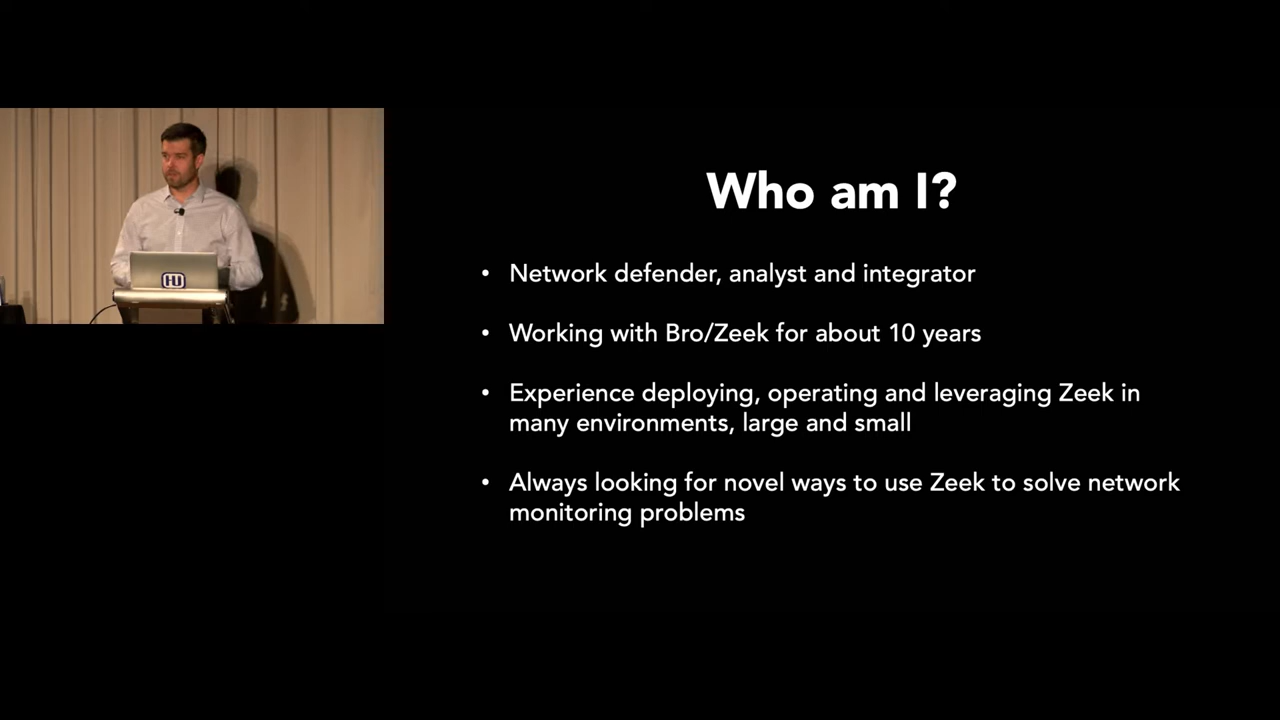 Who am I?
• Network defender, analyst and integrator
• Working with Bro/Zeek for about 10 years
• Experience deploying, operating and leveraging Zeek in
many environments, large and small
• Always looking for novel ways to use Zeek to solve network
monitoring problems